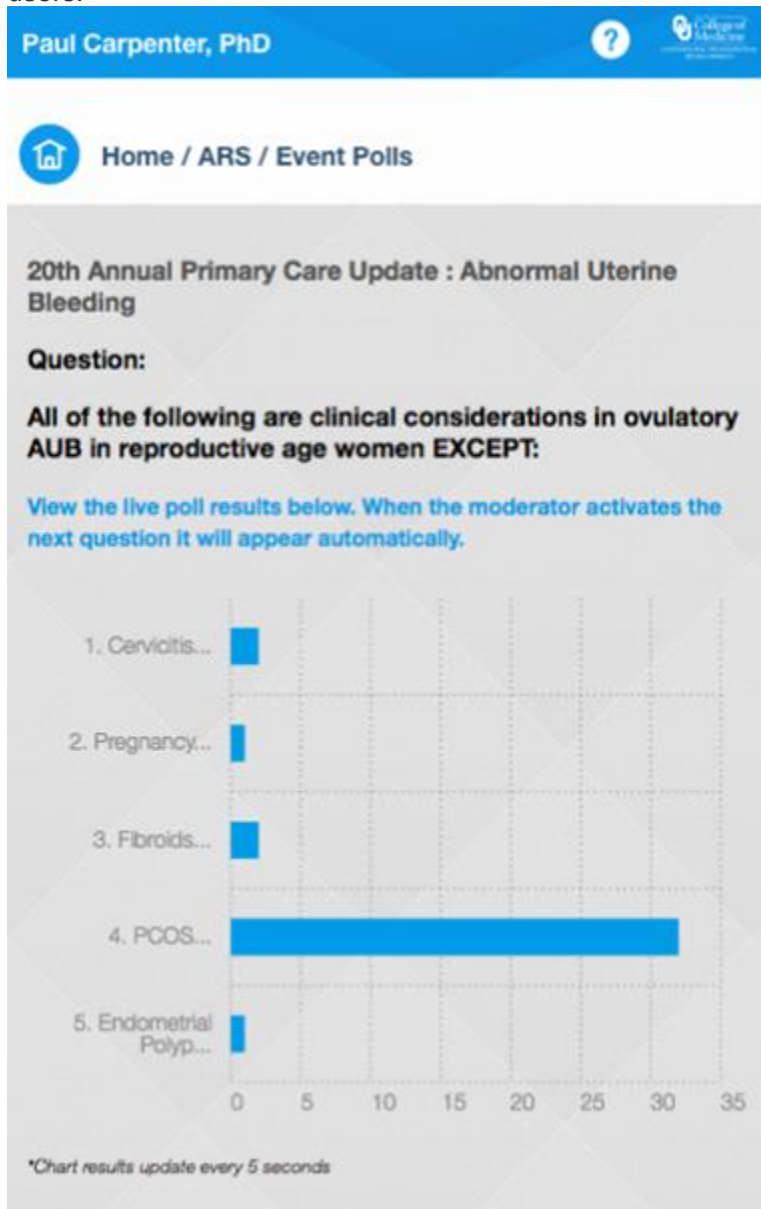 Paul Carpenter, PhD
?
College of
Medicine
Home / ARS / Event Polls
20th Annual Primary Care Update : Abnormal Uterine
Bleeding
Question:
All of the following are clinical considerations in ovulatory
AUB in reproductive age women EXCEPT:
View the live poll results below. When the moderator activates the
next question it will appear automatically.
1. Cervicitis...
2. Pregnancy...
3. Fibroids...
4. PCOS...
5. Endometrial
Polyp...
0 5 10 15 20 25 30 35
*Chart results update every 5 seconds